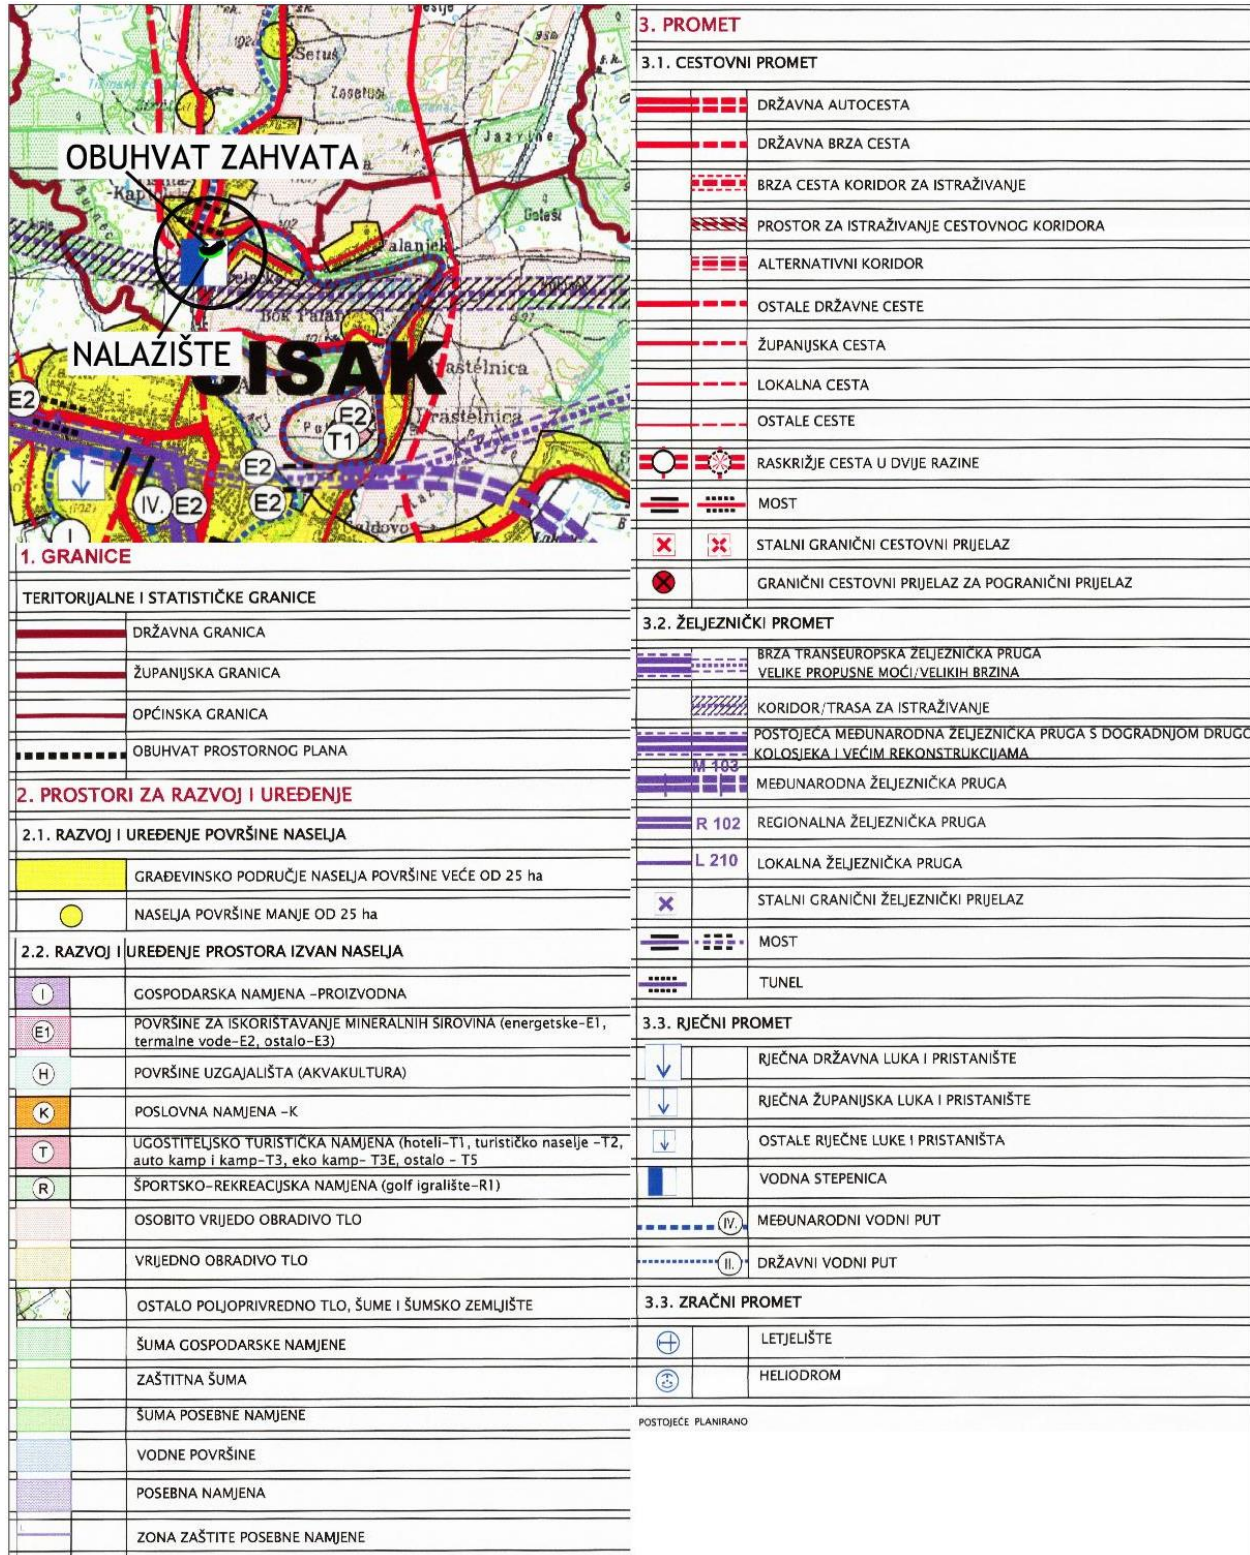 Setuš
Zasetuš
Jazvine
OBUHVAT ZAHVATA
Goleši
Palanjek
Bok Palan
NALAZIŠTE
SISAK
astelnica
rastelnica
E2
E2
T1
E2
E2
IV.
E2
aldovo
1. GRANICE
TERITORIJALNE I STATISTIČKE GRANICE
DRŽAVNA GRANICA
ŽUPANIJSKA GRANICA
OPĆINSKA GRANICA
OBUHVAT PROSTORNOG PLANA
2. PROSTORI ZA RAZVOJ I UREĐENJE
2.1. RAZVOJ I UREĐENJE POVRŠINE NASELJA
GRAĐEVINSKO PODRUČJE NASELJA POVRŠINE VEĆE OD 25 ha
NASELJA POVRŠINE MANJE OD 25 ha
2.2. RAZVOJ I UREĐENJE PROSTORA IZVAN NASELJA
I GOSPODARSKA NAMJENA -PROIZVODNA
E1 POVRŠINE ZA ISKORIŠTAVANJE MINERALNIH SIROVINA (energetske-E1,
termalne vode-E2, ostalo-E3)
H POVRŠINE UZGAJALIŠTA (AKVAKULTURA)
K POSLOVNA NAMJENA -K
T UGOSTITELJSKO TURISTIČKA NAMJENA (hoteli-T1, turističko naselje -T2,
auto kamp i kamp-T3, eko kamp- T3E, ostalo - T5
R ŠPORTSKO-REKREACIJSKA NAMJENA (golf igralište-R1)
OSOBITO VRIJEDO OBRADIVO TLO
VRIJEDNO OBRADIVO TLO
OSTALO POLJOPRIVREDNO TLO, ŠUME I ŠUMSKO ZEMLJIŠTE
ŠUMA GOSPODARSKE NAMJENE
ZAŠTITNA ŠUMA
ŠUMA POSEBNE NAMJENE
VODNE POVRŠINE
POSEBNA NAMJENA
ZONA ZAŠTITE POSEBNE NAMJENE
3. PROMET
3.1. CESTOVNI PROMET
DRŽAVNA AUTOCESTA
DRŽAVNA BRZA CESTA
BRZA CESTA KORIDOR ZA ISTRAŽIVANJE
PROSTOR ZA ISTRAŽIVANJE CESTOVNOG KORIDORA
ALTERNATIVNI KORIDOR
OSTALE DRŽAVNE CESTE
ŽUPANIJSKA CESTA
LOKALNA CESTA
OSTALE CESTE
RASKRIŽJE CESTA U DVIJE RAZINE
MOST
STALNI GRANIČNI CESTOVNI PRIJELAZ
GRANIČNI CESTOVNI PRIJELAZ ZA POGRANIČNI PRIJELAZ
3.2. ŽELJEZNIČKI PROMET
BRZA TRANSEUROPSKA ŽELJEZNIČKA PRUGA
VELIKE PROPUSNE MOĆI/VELIKIH BRZINA
KORIDOR/TRASA ZA ISTRAŽIVANJE
POSTOJEĆA MEĐUNARODNA ŽELJEZNIČKA PRUGA S DOGRADNJOM DRUGO
KOLOSJEKA I VEĆIM REKONSTRUKCIJAMA
M 103
MEĐUNARODNA ŽELJEZNIČKA PRUGA
R 102 REGIONALNA ŽELJEZNIČKA PRUGA
L 210 LOKALNA ŽELJEZNIČKA PRUGA
STALNI GRANIČNI ŽELJEZNIČKI PRIJELAZ
MOST
TUNEL
3.3. RJEČNI PROMET
RJEČNA DRŽAVNA LUKA I PRISTANIŠTE
RJEČNA ŽUPANIJSKA LUKA I PRISTANIŠTE
OSTALE RIJEČNE LUKE I PRISTANIŠTA
VODNA STEPENICA
IV. MEĐUNARODNI VODNI PUT
II. DRŽAVNI VODNI PUT
3.3. ZRAČNI PROMET
LETJELIŠTE
HELIODROM
POSTOJEĆE PLANIRANO